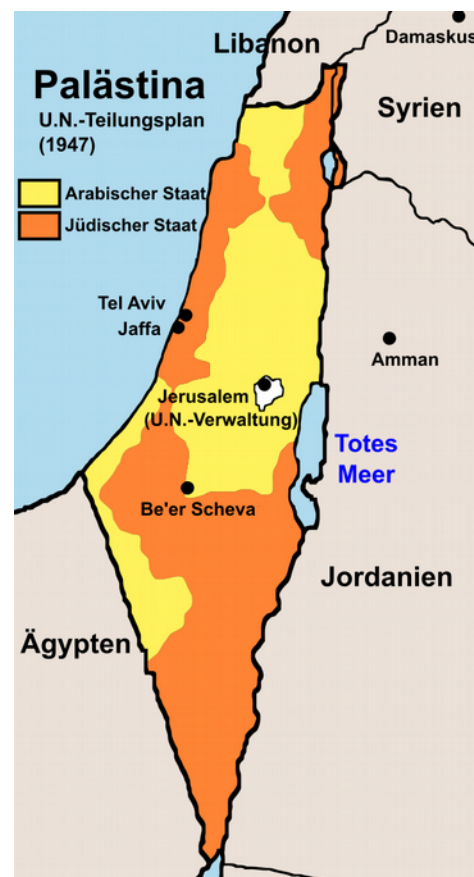 Libanon
Damaskus
Palästina
U.N.-Teilungsplan
(1947)
Syrien
Arabischer Staat
Jüdischer Staat
Tel Aviv
Jaffa
Amman
Jerusalem
(U.N.-Verwaltung)
Totes
Meer
Be'er Scheva
Jordanien
Ägypten